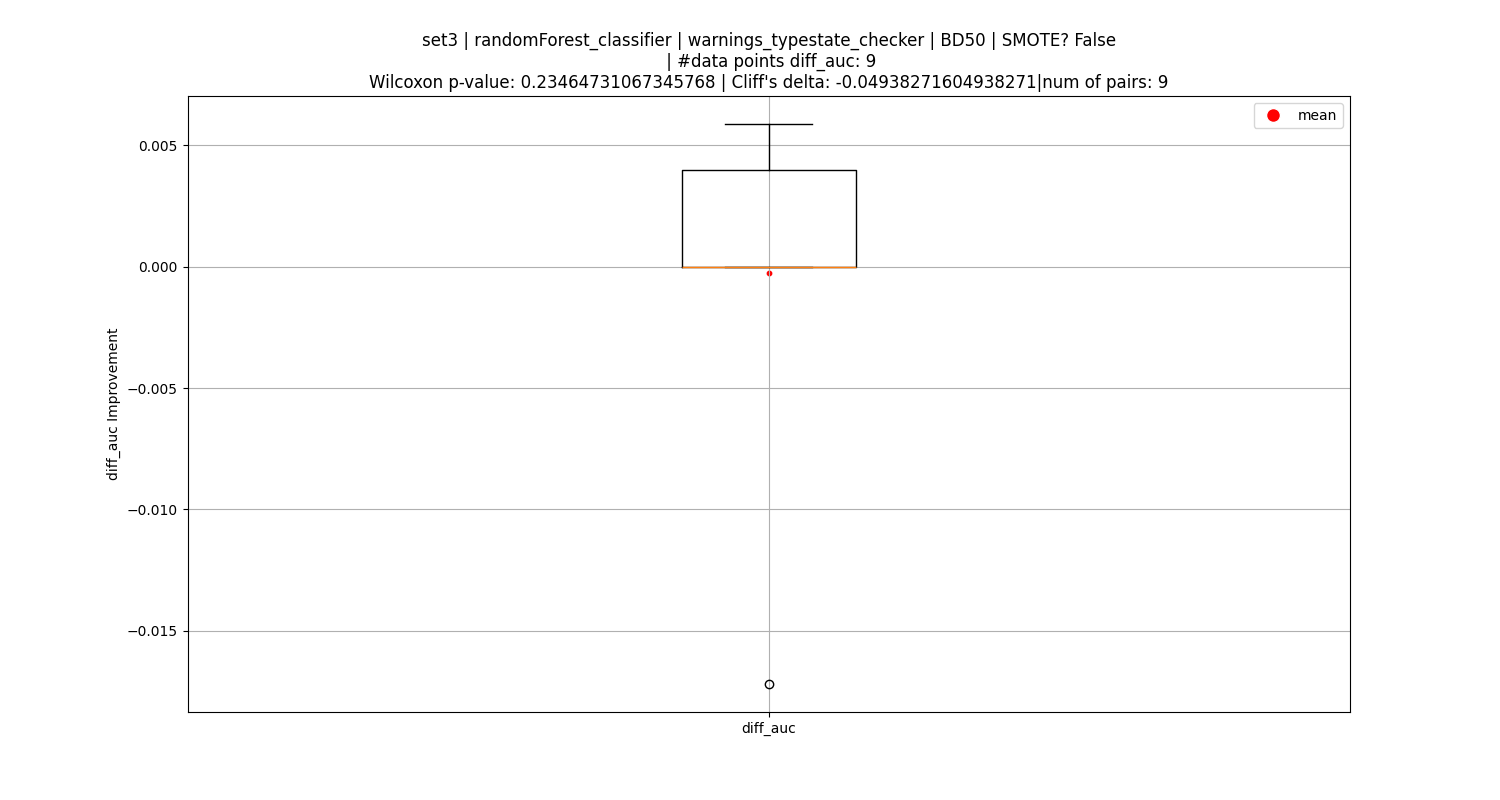 set3 | randomForest_classifier | warnings_typestate_checker | BD50 | SMOTE? False
| #data points diff_auc: 9
Wilcoxon p-value: 0.23464731067345768 | Cliff's delta: -0.04938271604938271|num of pairs: 9
mean
0.005
0.000
−0.005
−0.010
−0.015
diff_auc Improvement
diff_auc